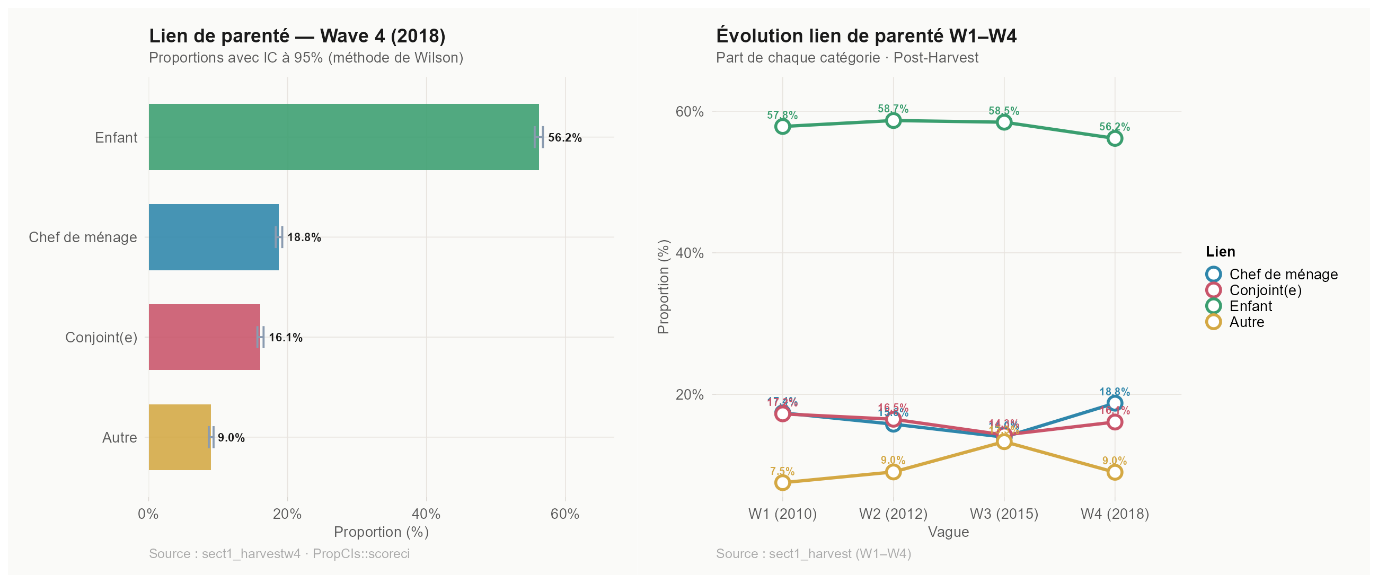 Lien de parenté — Wave 4 (2018)
Proportions avec IC à 95% (méthode de Wilson)
Enfant
56.2%
Chef de ménage
18.8%
Conjoint(e)
16.1%
Autre
9.0%
0%
20%
40%
60%
Proportion (%)
Source : sect1_harvestw4 · PropCIs::scoreci
Évolution lien de parenté W1–W4
Part de chaque catégorie · Post-Harvest
60%
40%
20%
Proportion (%)
57.8%
58.7%
58.5%
56.2%
16.5%
18.8%
7.5%
9.0%
9.0%
W1 (2010)
W2 (2012)
W3 (2015)
W4 (2018)
Vague
Lien
Chef de ménage
Conjoint(e)
Enfant
Autre
Source : sect1_harvest (W1–W4)